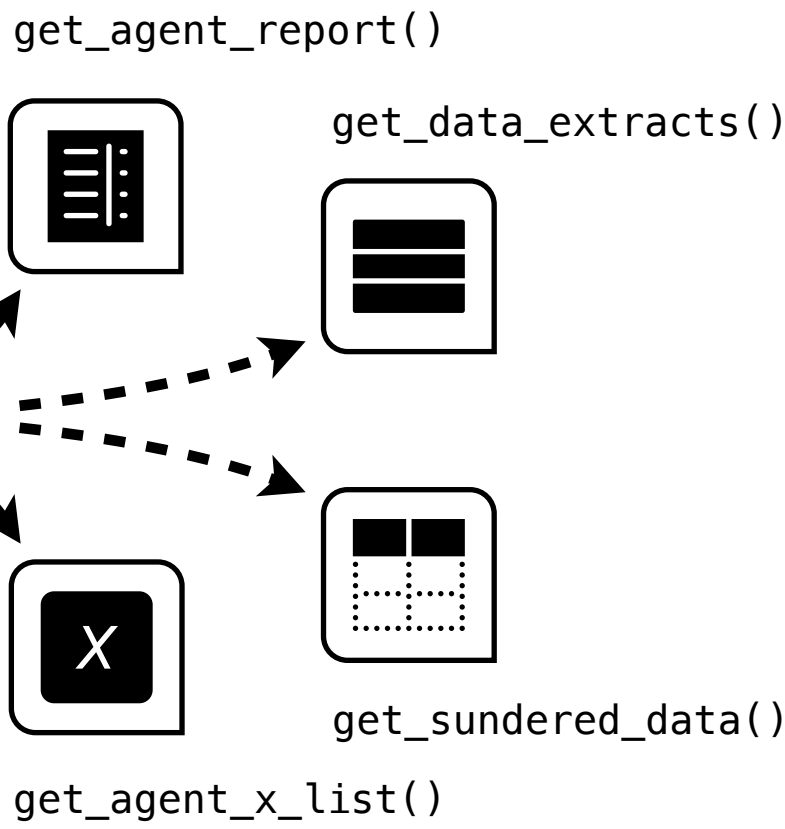 get_agent_report()
get_data_extracts()
X
get_sundered_data()
get_agent_x_list()